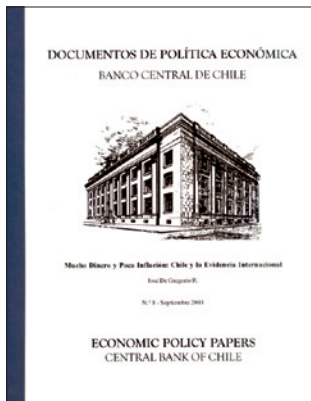 DOCUMENTOS DE POLÍTICA ECONÓMICA
BANCO CENTRAL DE CHILE
Mucho Dinero y Poca Inflación: Chile y la Evidencia Internacional
José De Gregorio R.
N.° 8 - Septiembre 2003
ECONOMIC POLICY PAPERS
CENTRAL BANK OF CHILE